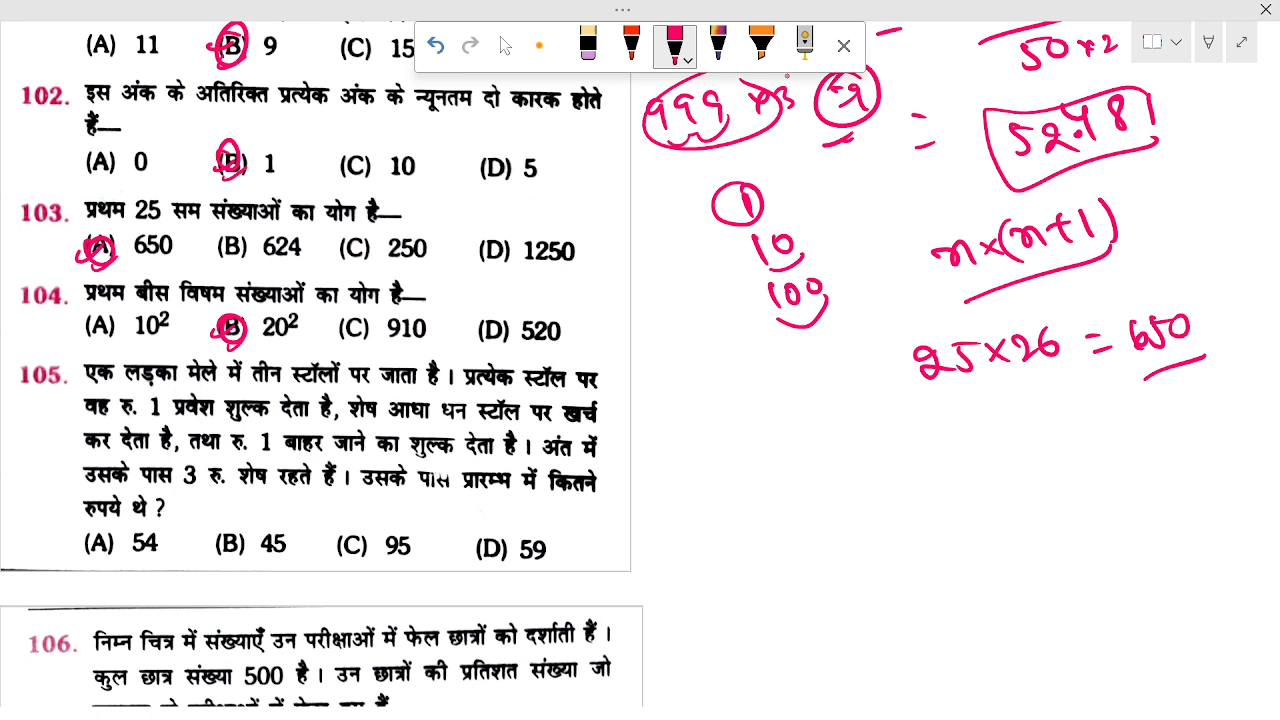 (A) 11 (B) 9 (C) 15
102. इस अंक के अतिरिक्त प्रत्येक अंक के न्यूनतम दो कारक होते
हैं—
(A) 0 (B) 1 (C) 10 (D) 5
103. प्रथम 25 सम संख्याओं का योग है—
(A) 650 (B) 624 (C) 250 (D) 1250
104. प्रथम बीस विषम संख्याओं का योग है—
(A) 10² (B) 20² (C) 910 (D) 520
105. एक लड़का मेले में तीन स्टॉलों पर जाता है। प्रत्येक स्टॉल पर
वह रु. 1 प्रवेश शुल्क देता है, शेष आधा धन स्टॉल पर खर्च
कर देता है, तथा रु. 1 बाहर जाने का शुल्क देता है। अंत में
उसके पास 3 रु. शेष रहते हैं। उसके पास प्रारम्भ में कितने
रुपये थे ?
(A) 54 (B) 45 (C) 95 (D) 59
106. निम्न चित्र में संख्याएँ उन परीक्षाओं में फेल छात्रों को दर्शाती हैं।
कुल छात्र संख्या 500 है। उन छात्रों की प्रतिशत संख्या जो
50×2
999
= 52.481
1
10
100
n×(n+1)
25×26 = 650